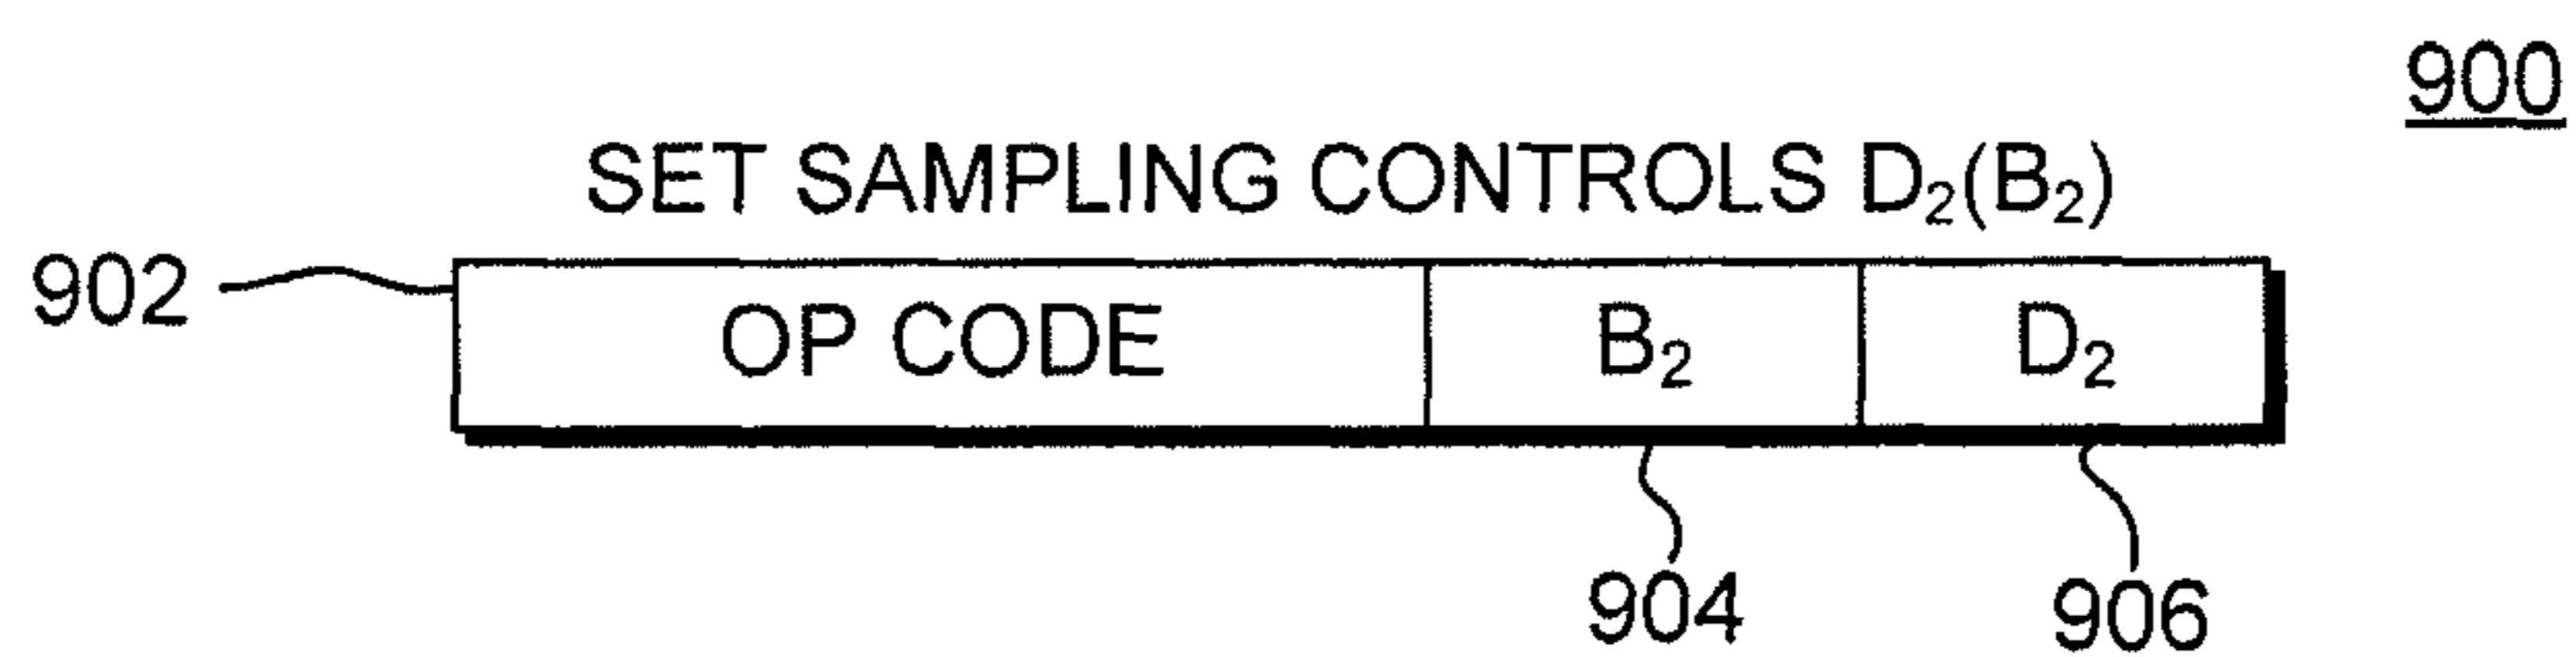 900
SET SAMPLING CONTROLS D₂(B₂)
902
OP CODE B₂ D₂
904 906